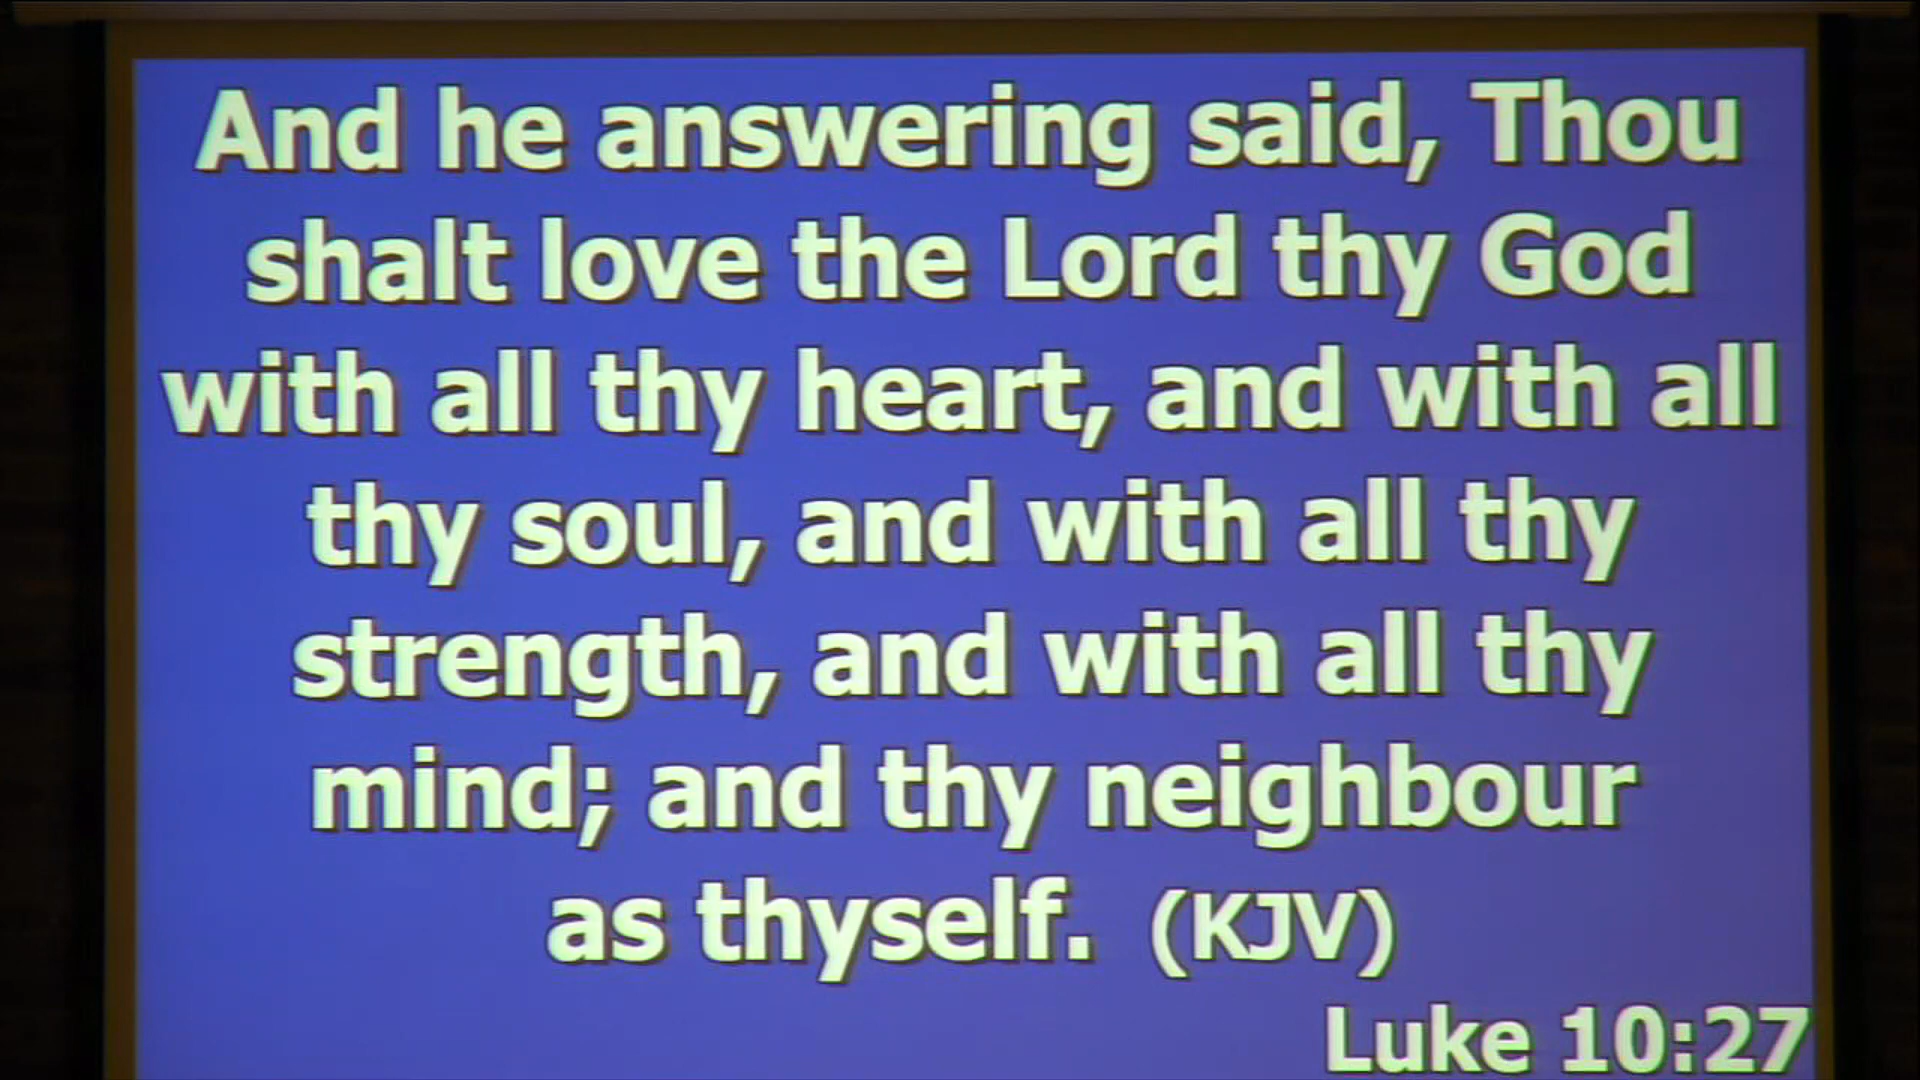 And he answering said, Thou
shalt love the Lord thy God
with all thy heart, and with all
thy soul, and with all thy
strength, and with all thy
mind; and thy neighbour
as thyself. (KJV)
Luke 10:27